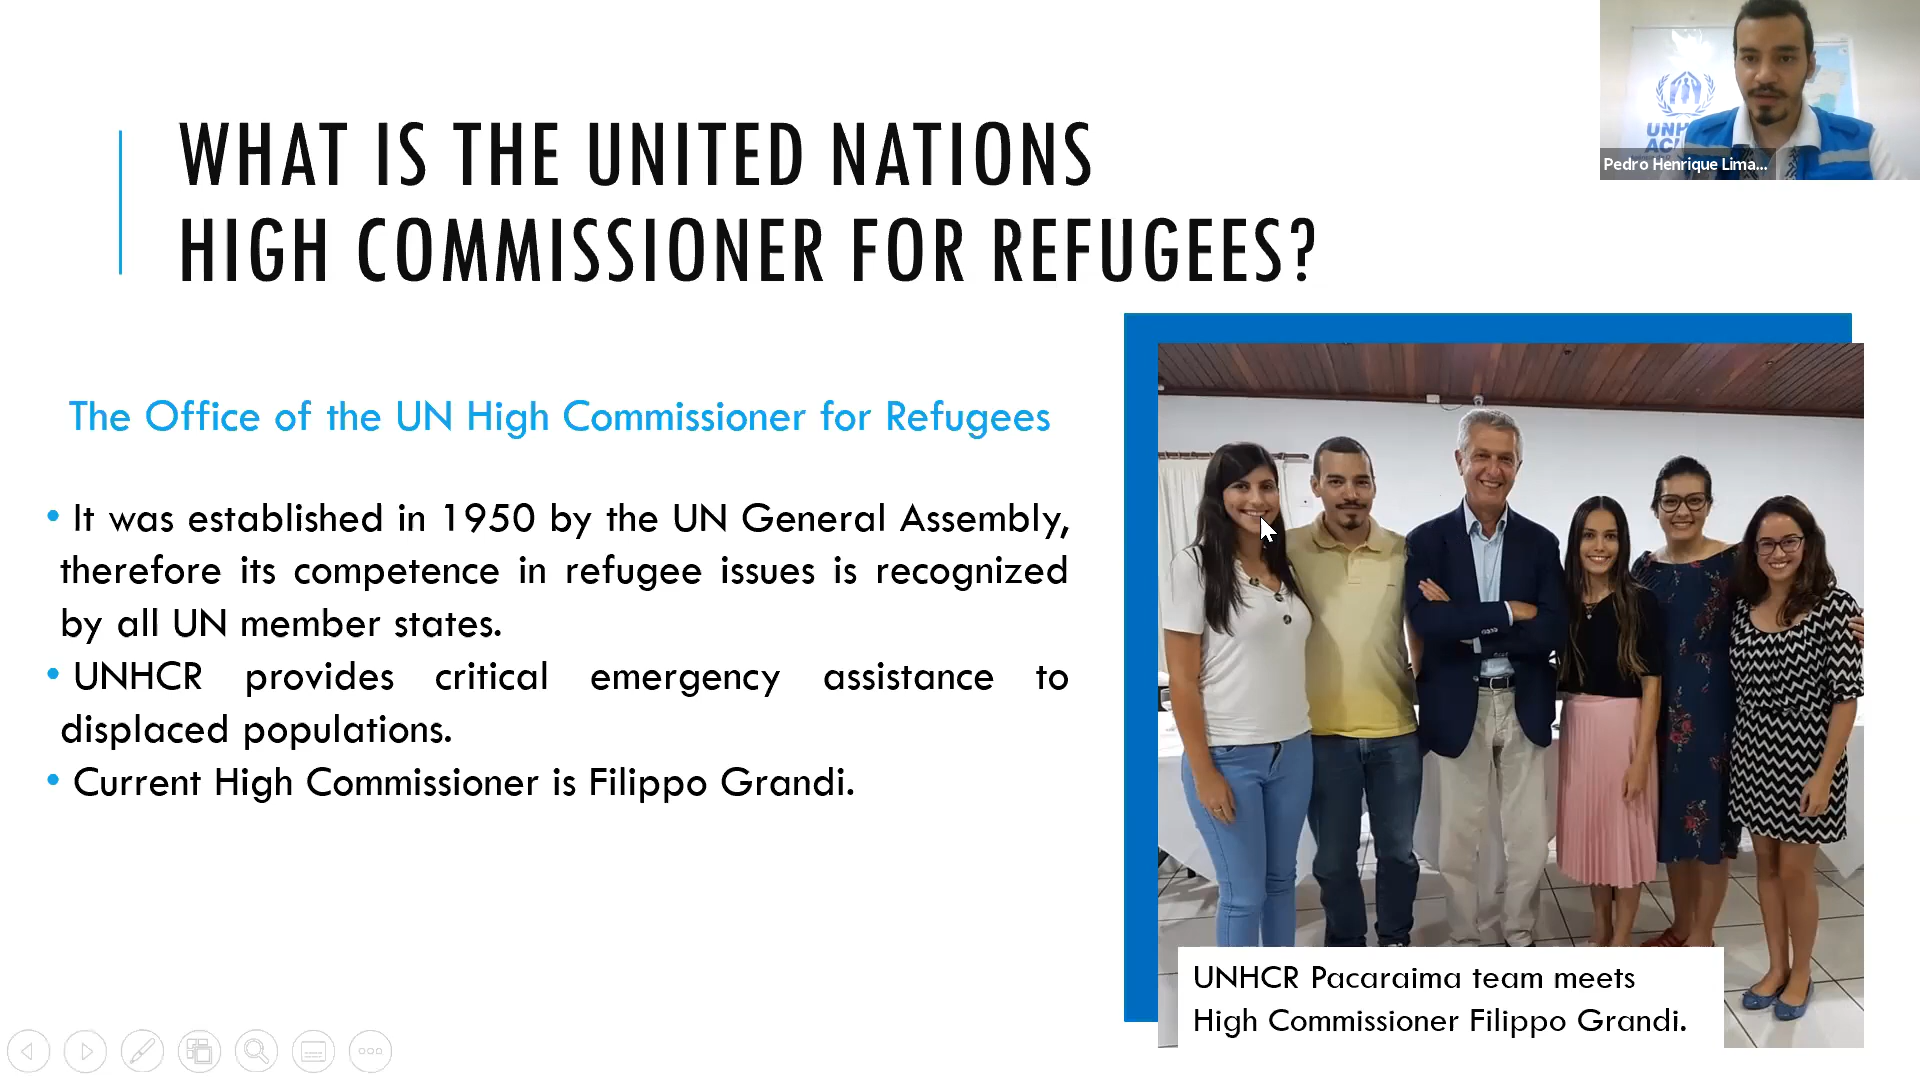 WHAT IS THE UNITED NATIONS
HIGH COMMISSIONER FOR REFUGEES?
Pedro Henrique Lima...
The Office of the UN High Commissioner for Refugees
• It was established in 1950 by the UN General Assembly,
therefore its competence in refugee issues is recognized
by all UN member states.
• UNHCR provides critical emergency assistance to
displaced populations.
• Current High Commissioner is Filippo Grandi.
UNHCR Pacaraima team meets
High Commissioner Filippo Grandi.